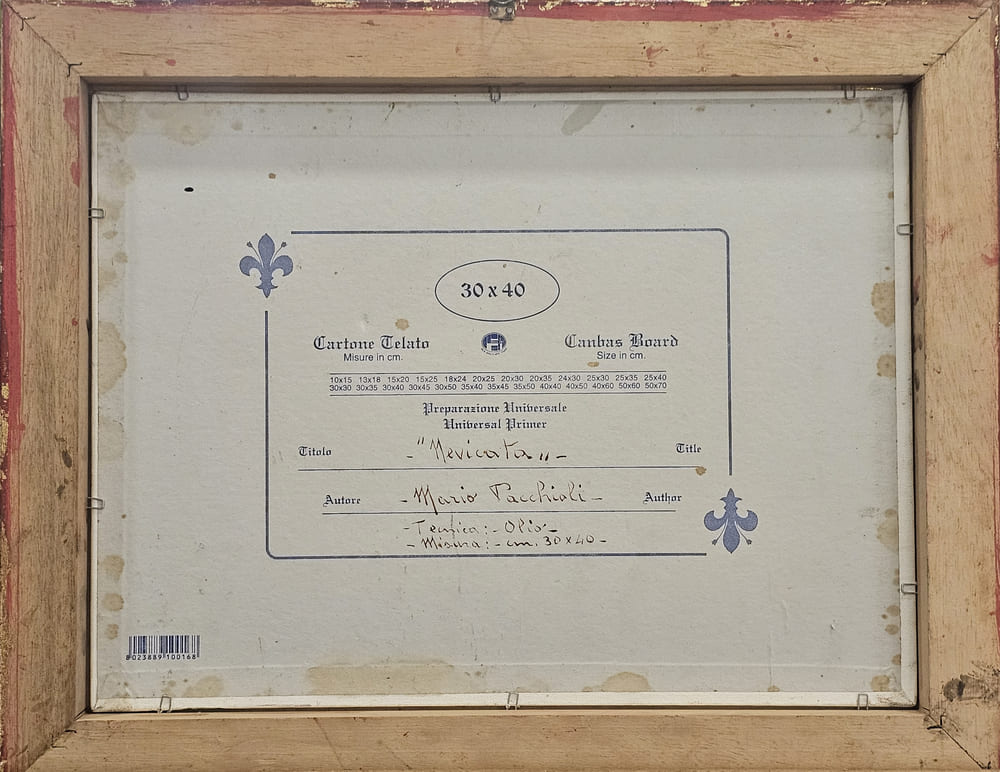 30 x 40
Cartone Telato Canvas Board
Misure in cm. Size in cm.
10x15 13x18 15x20 15x25 18x24 20x25 20x30 20x35 24x30 25x30 25x35 25x40
30x30 30x35 30x40 30x45 30x50 35x40 35x45 35x50 40x40 40x50 40x60 50x60 50x70
Preparazione Universale
Universal Primer
Titolo - "Nevicata„ - Title
Autore - Mario Pacchioli - Author
- Tecnica:- Olio -
- Misura:- cm. 30x40 -
8023889100168